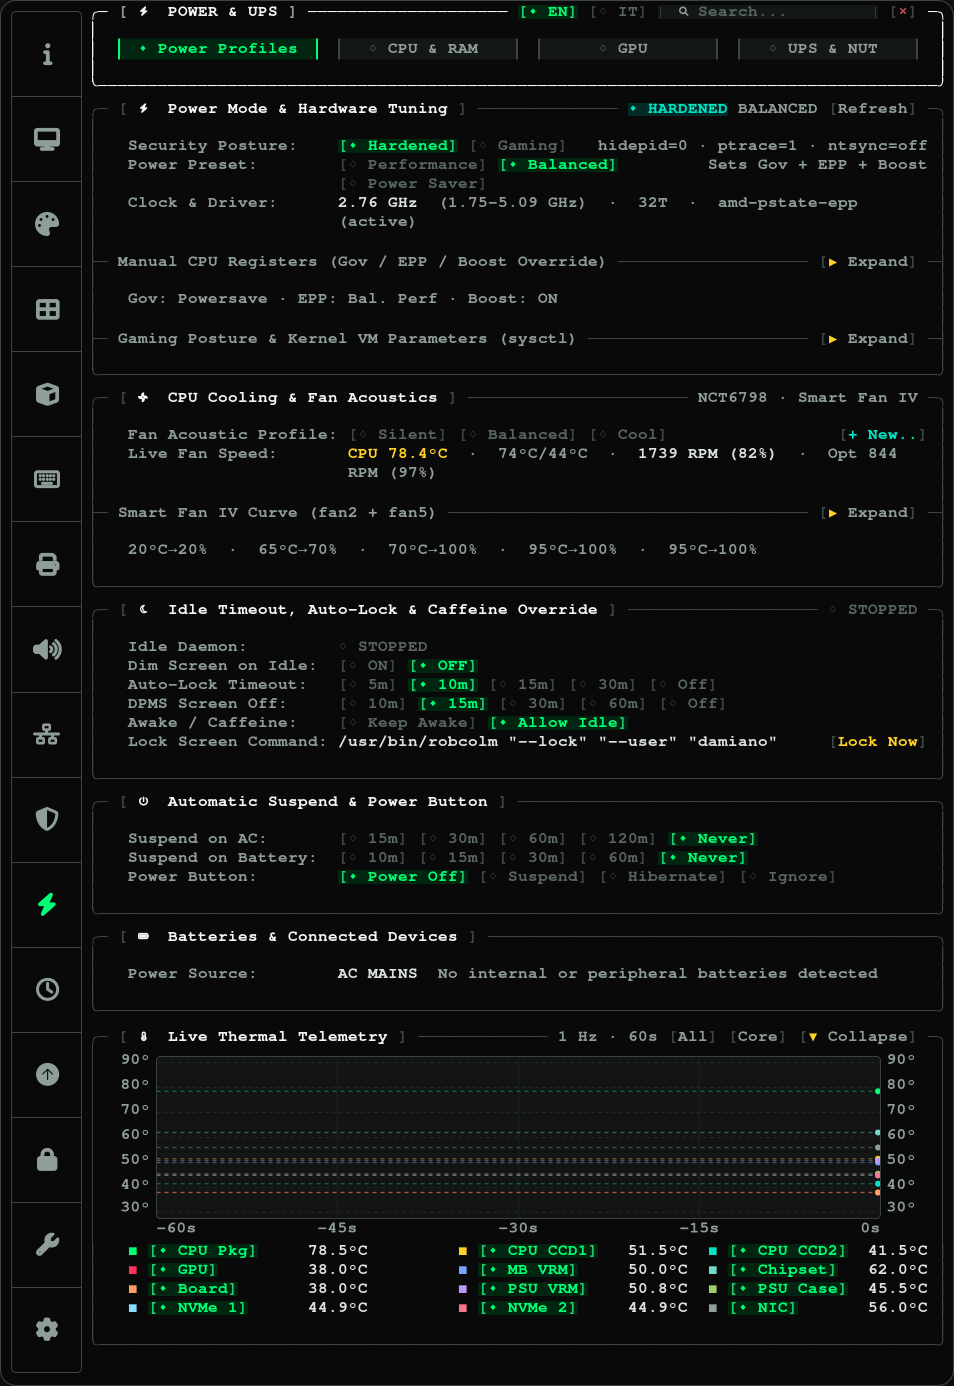 [ POWER & UPS ] [⬩ EN] [♢ IT] Search... [×]
⬩ Power Profiles ♢ CPU & RAM ♢ GPU ♢ UPS & NUT
[ Power Mode & Hardware Tuning ] ⬩ HARDENED BALANCED [Refresh]
Security Posture: [⬩ Hardened] [♢ Gaming] hidepid=0 · ptrace=1 · ntsync=off
Power Preset: [♢ Performance] [⬩ Balanced] Sets Gov + EPP + Boost
[♢ Power Saver]
Clock & Driver: 2.76 GHz (1.75–5.09 GHz) · 32T · amd-pstate-epp
(active)
Manual CPU Registers (Gov / EPP / Boost Override) [▶ Expand]
Gov: Powersave · EPP: Bal. Perf · Boost: ON
Gaming Posture & Kernel VM Parameters (sysctl) [▶ Expand]
[ CPU Cooling & Fan Acoustics ] NCT6798 · Smart Fan IV
Fan Acoustic Profile: [♢ Silent] [♢ Balanced] [♢ Cool] [+ New..]
Live Fan Speed: CPU 78.4°C · 74°C/44°C · 1739 RPM (82%) · Opt 844
RPM (97%)
Smart Fan IV Curve (fan2 + fan5) [▶ Expand]
20°C→20% · 65°C→70% · 70°C→100% · 95°C→100% · 95°C→100%
[ Idle Timeout, Auto-Lock & Caffeine Override ] ♢ STOPPED
Idle Daemon: ♢ STOPPED
Dim Screen on Idle: [♢ ON] [⬩ OFF]
Auto-Lock Timeout: [♢ 5m] [⬩ 10m] [♢ 15m] [♢ 30m] [♢ Off]
DPMS Screen Off: [♢ 10m] [⬩ 15m] [♢ 30m] [♢ 60m] [♢ Off]
Awake / Caffeine: [♢ Keep Awake] [⬩ Allow Idle]
Lock Screen Command: /usr/bin/robcolm "--lock" "--user" "damiano" [Lock Now]
[ Automatic Suspend & Power Button ]
Suspend on AC: [♢ 15m] [♢ 30m] [♢ 60m] [♢ 120m] [⬩ Never]
Suspend on Battery: [♢ 10m] [♢ 15m] [♢ 30m] [♢ 60m] [⬩ Never]
Power Button: [⬩ Power Off] [♢ Suspend] [♢ Hibernate] [♢ Ignore]
[ Batteries & Connected Devices ]
Power Source: AC MAINS No internal or peripheral batteries detected
[ Live Thermal Telemetry ] 1 Hz · 60s [All] [Core] [▼ Collapse]
90° 90°
80° 80°
70° 70°
60° 60°
50° 50°
40° 40°
30° 30°
-60s -45s -30s -15s 0s
[⬩ CPU Pkg] 78.5°C [⬩ CPU CCD1] 51.5°C [⬩ CPU CCD2] 41.5°C
[⬩ GPU] 38.0°C [⬩ MB VRM] 50.0°C [⬩ Chipset] 62.0°C
[⬩ Board] 38.0°C [⬩ PSU VRM] 50.8°C [⬩ PSU Case] 45.5°C
[⬩ NVMe 1] 44.9°C [⬩ NVMe 2] 44.9°C [⬩ NIC] 56.0°C